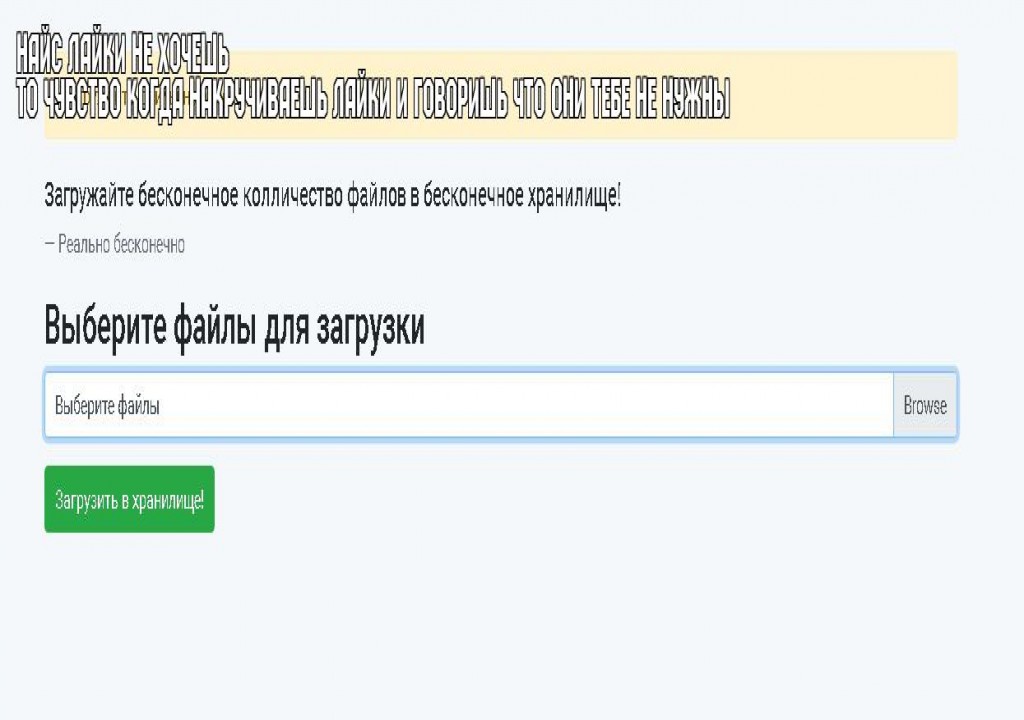 НАЙС ЛАЙКИ НЕ ХОЧЕШЬ
ТО ЧУВСТВО КОГДА НАКРУЧИВАЕШЬ ЛАЙКИ И ГОВОРИШЬ ЧТО ОНИ ТЕБЕ НЕ НУЖНЫ
Загружайте бесконечное колличество файлов в бесконечное хранилище!
— Реально бесконечно
Выберите файлы для загрузки
Выберите файлы
Browse
Загрузить в хранилище!